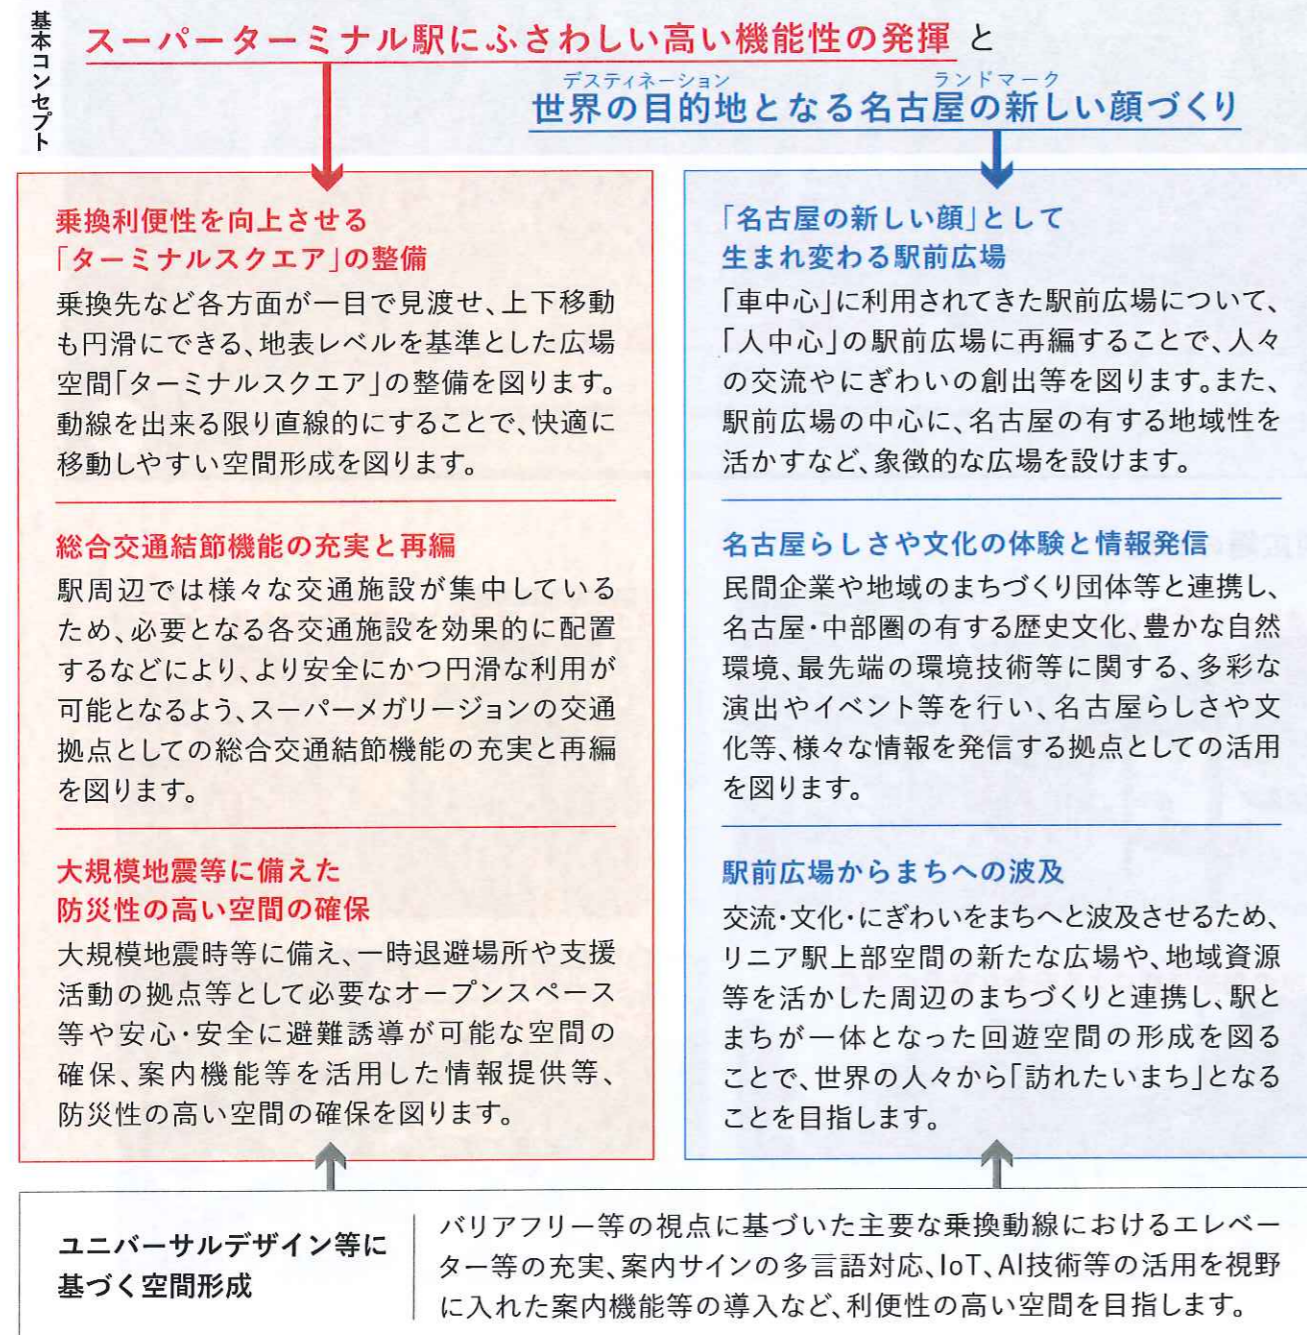 基本コンセプト
スーパーターミナル駅にふさわしい高い機能性の発揮 と
デスティネーション ランドマーク
世界の目的地となる名古屋の新しい顔づくり
乗換利便性を向上させる
「ターミナルスクエア」の整備
乗換先など各方面が一目で見渡せ、上下移動
も円滑にできる、地表レベルを基準とした広場
空間「ターミナルスクエア」の整備を図ります。
動線を出来る限り直線的にすることで、快適に
移動しやすい空間形成を図ります。
総合交通結節機能の充実と再編
駅周辺では様々な交通施設が集中している
ため、必要となる各交通施設を効果的に配置
するなどにより、より安全にかつ円滑な利用が
可能となるよう、スーパーメガリージョンの交通
拠点としての総合交通結節機能の充実と再編
を図ります。
大規模地震等に備えた
防災性の高い空間の確保
大規模地震時等に備え、一時退避場所や支援
活動の拠点等として必要なオープンスペース
等や安心・安全に避難誘導が可能な空間の
確保、案内機能等を活用した情報提供等、
防災性の高い空間の確保を図ります。
「名古屋の新しい顔」として
生まれ変わる駅前広場
「車中心」に利用されてきた駅前広場について、
「人中心」の駅前広場に再編することで、人々
の交流やにぎわいの創出等を図ります。また、
駅前広場の中心に、名古屋の有する地域性を
活かすなど、象徴的な広場を設けます。
名古屋らしさや文化の体験と情報発信
民間企業や地域のまちづくり団体等と連携し、
名古屋・中部圏の有する歴史文化、豊かな自然
環境、最先端の環境技術等に関する、多彩な
演出やイベント等を行い、名古屋らしさや文
化等、様々な情報を発信する拠点としての活用
を図ります。
駅前広場からまちへの波及
交流・文化・にぎわいをまちへと波及させるため、
リニア駅上部空間の新たな広場や、地域資源
等を活かした周辺のまちづくりと連携し、駅と
まちが一体となった回遊空間の形成を図る
ことで、世界の人々から「訪れたいまち」となる
ことを目指します。
ユニバーサルデザイン等に
基づく空間形成
バリアフリー等の視点に基づいた主要な乗換動線におけるエレベー
ター等の充実、案内サインの多言語対応、IoT、AI技術等の活用を視野
に入れた案内機能等の導入など、利便性の高い空間を目指します。